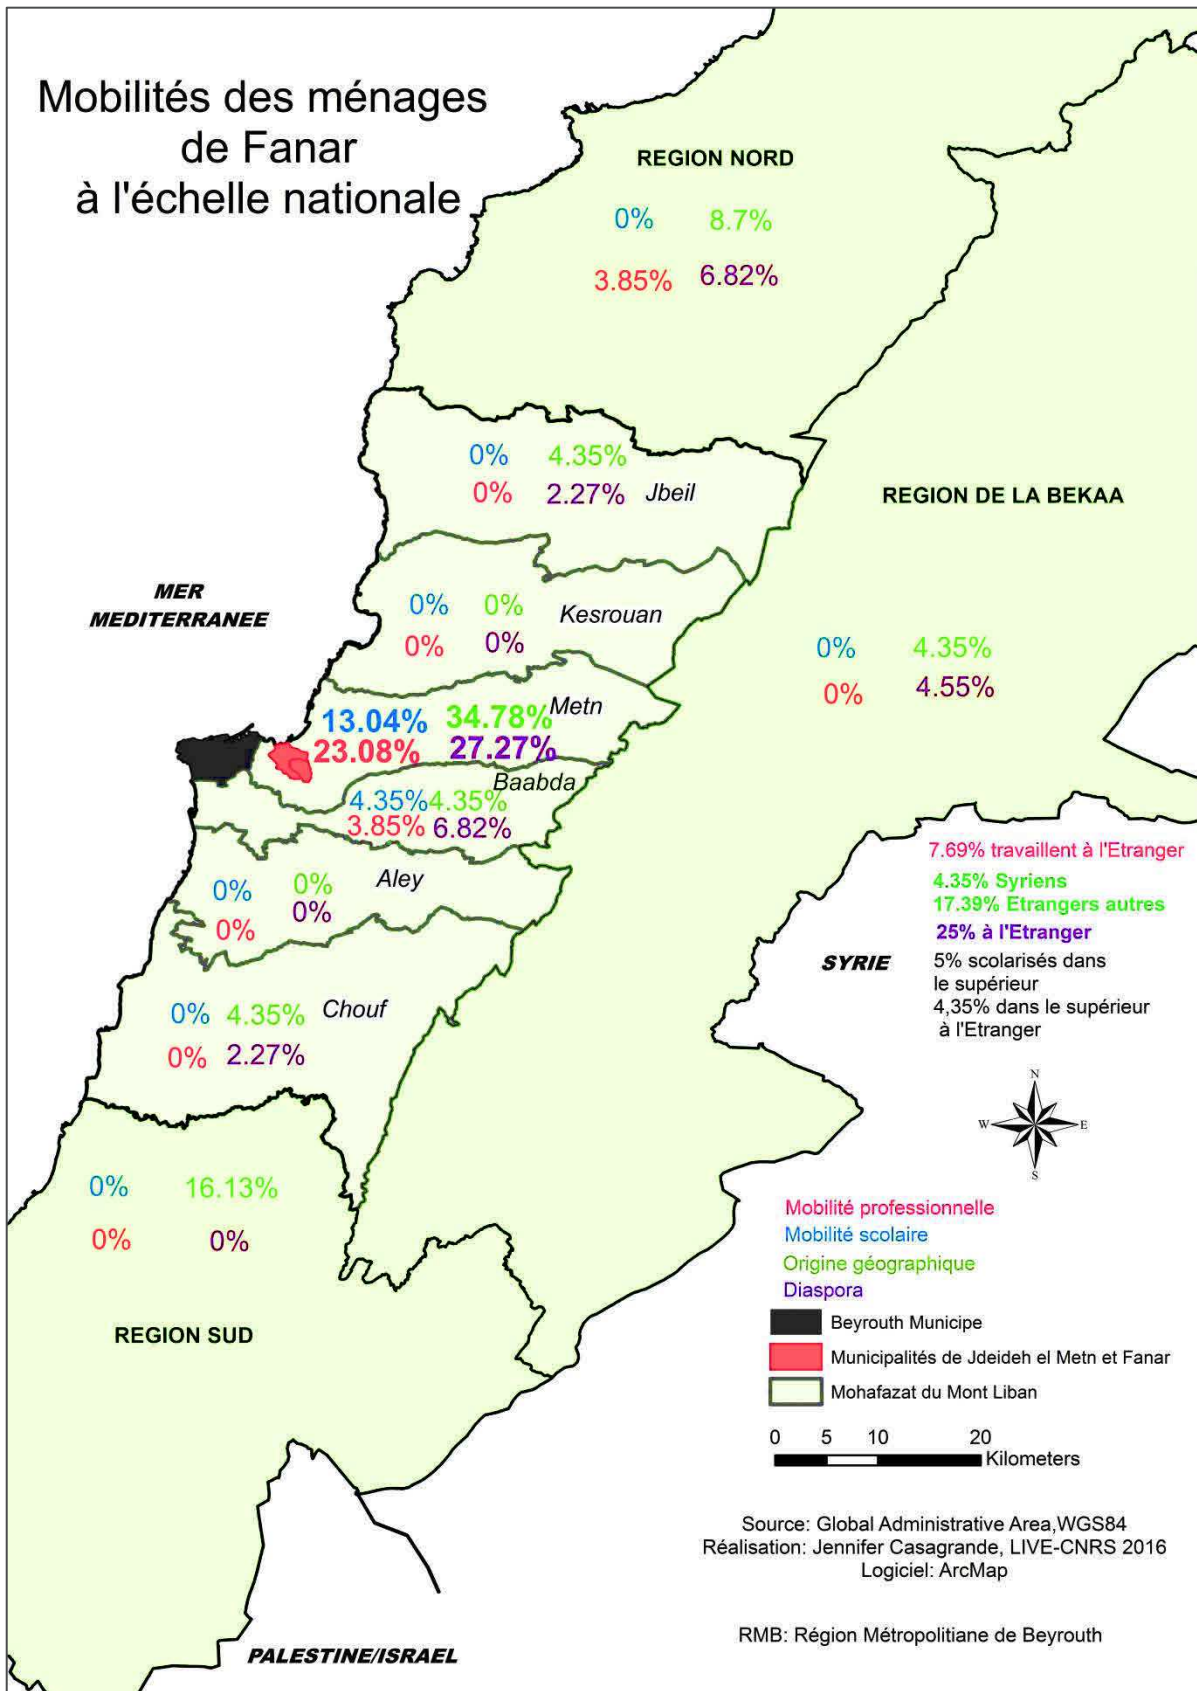 Mobilités des ménages
de Fanar
à l'échelle nationale
REGION NORD
0% 8.7%
3.85% 6.82%
0% 4.35%
0% 2.27% Jbeil
REGION DE LA BEKAA
MER
MEDITERRANEE
0% 0% Kesrouan
0% 0%
0% 4.35%
0% 4.55%
13.04% 34.78% Metn
23.08% 27.27%
Baabda
4.35% 4.35%
3.85% 6.82%
Aley
0% 0%
0% 0%
7.69% travaillent à l'Etranger
4.35% Syriens
17.39% Etrangers autres
25% à l'Etranger
SYRIE
5% scolarisés dans
le supérieur
4,35% dans le supérieur
à l'Etranger
0% 4.35% Chouf
0% 2.27%
N
W E
S
0% 16.13%
0% 0%
REGION SUD
Mobilité professionnelle
Mobilité scolaire
Origine géographique
Diaspora
Beyrouth Municipe
Municipalités de Jdeideh el Metn et Fanar
Mohafazat du Mont Liban
0 5 10 20
Kilometers
Source: Global Administrative Area,WGS84
Réalisation: Jennifer Casagrande, LIVE-CNRS 2016
Logiciel: ArcMap
RMB: Région Métropolitiane de Beyrouth
PALESTINE/ISRAEL